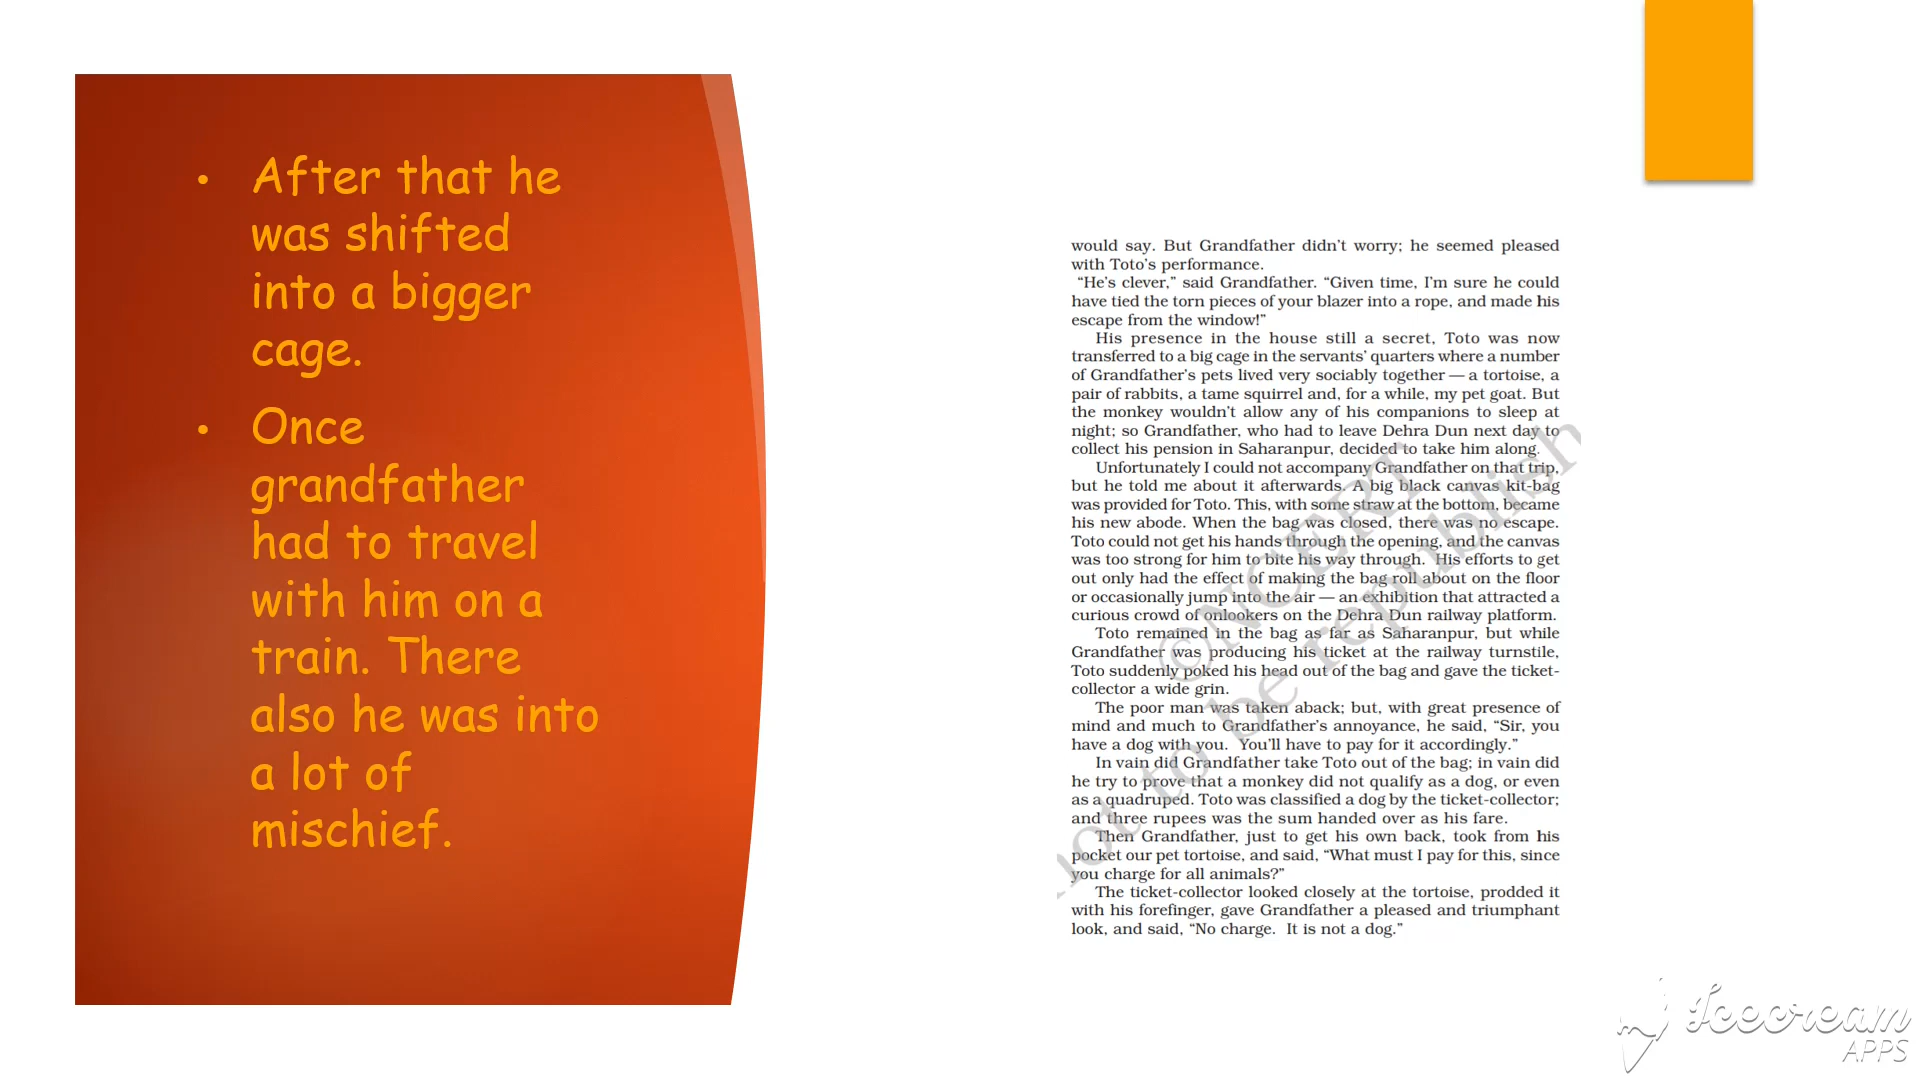 • After that he
was shifted
into a bigger
cage.
• Once
grandfather
had to travel
with him on a
train. There
also he was into
a lot of
mischief.
would say. But Grandfather didn't worry; he seemed pleased
with Toto's performance.
“He's clever,” said Grandfather. “Given time, I'm sure he could
have tied the torn pieces of your blazer into a rope, and made his
escape from the window!”
His presence in the house still a secret, Toto was now
transferred to a big cage in the servants' quarters where a number
of Grandfather's pets lived very sociably together — a tortoise, a
pair of rabbits, a tame squirrel and, for a while, my pet goat. But
the monkey wouldn't allow any of his companions to sleep at
night; so Grandfather, who had to leave Dehra Dun next day to
collect his pension in Saharanpur, decided to take him along.
Unfortunately I could not accompany Grandfather on that trip,
but he told me about it afterwards. A big black canvas kit-bag
was provided for Toto. This, with some straw at the bottom, became
his new abode. When the bag was closed, there was no escape.
Toto could not get his hands through the opening, and the canvas
was too strong for him to bite his way through. His efforts to get
out only had the effect of making the bag roll about on the floor
or occasionally jump into the air — an exhibition that attracted a
curious crowd of onlookers on the Dehra Dun railway platform.
Toto remained in the bag as far as Saharanpur, but while
Grandfather was producing his ticket at the railway turnstile,
Toto suddenly poked his head out of the bag and gave the ticket-
collector a wide grin.
The poor man was taken aback; but, with great presence of
mind and much to Grandfather's annoyance, he said, “Sir, you
have a dog with you. You'll have to pay for it accordingly.”
In vain did Grandfather take Toto out of the bag; in vain did
he try to prove that a monkey did not qualify as a dog, or even
as a quadruped. Toto was classified a dog by the ticket-collector;
and three rupees was the sum handed over as his fare.
Then Grandfather, just to get his own back, took from his
pocket our pet tortoise, and said, “What must I pay for this, since
you charge for all animals?”
The ticket-collector looked closely at the tortoise, prodded it
with his forefinger, gave Grandfather a pleased and triumphant
look, and said, “No charge. It is not a dog.”
©NCERT
not to be republish
Icecream
APPS